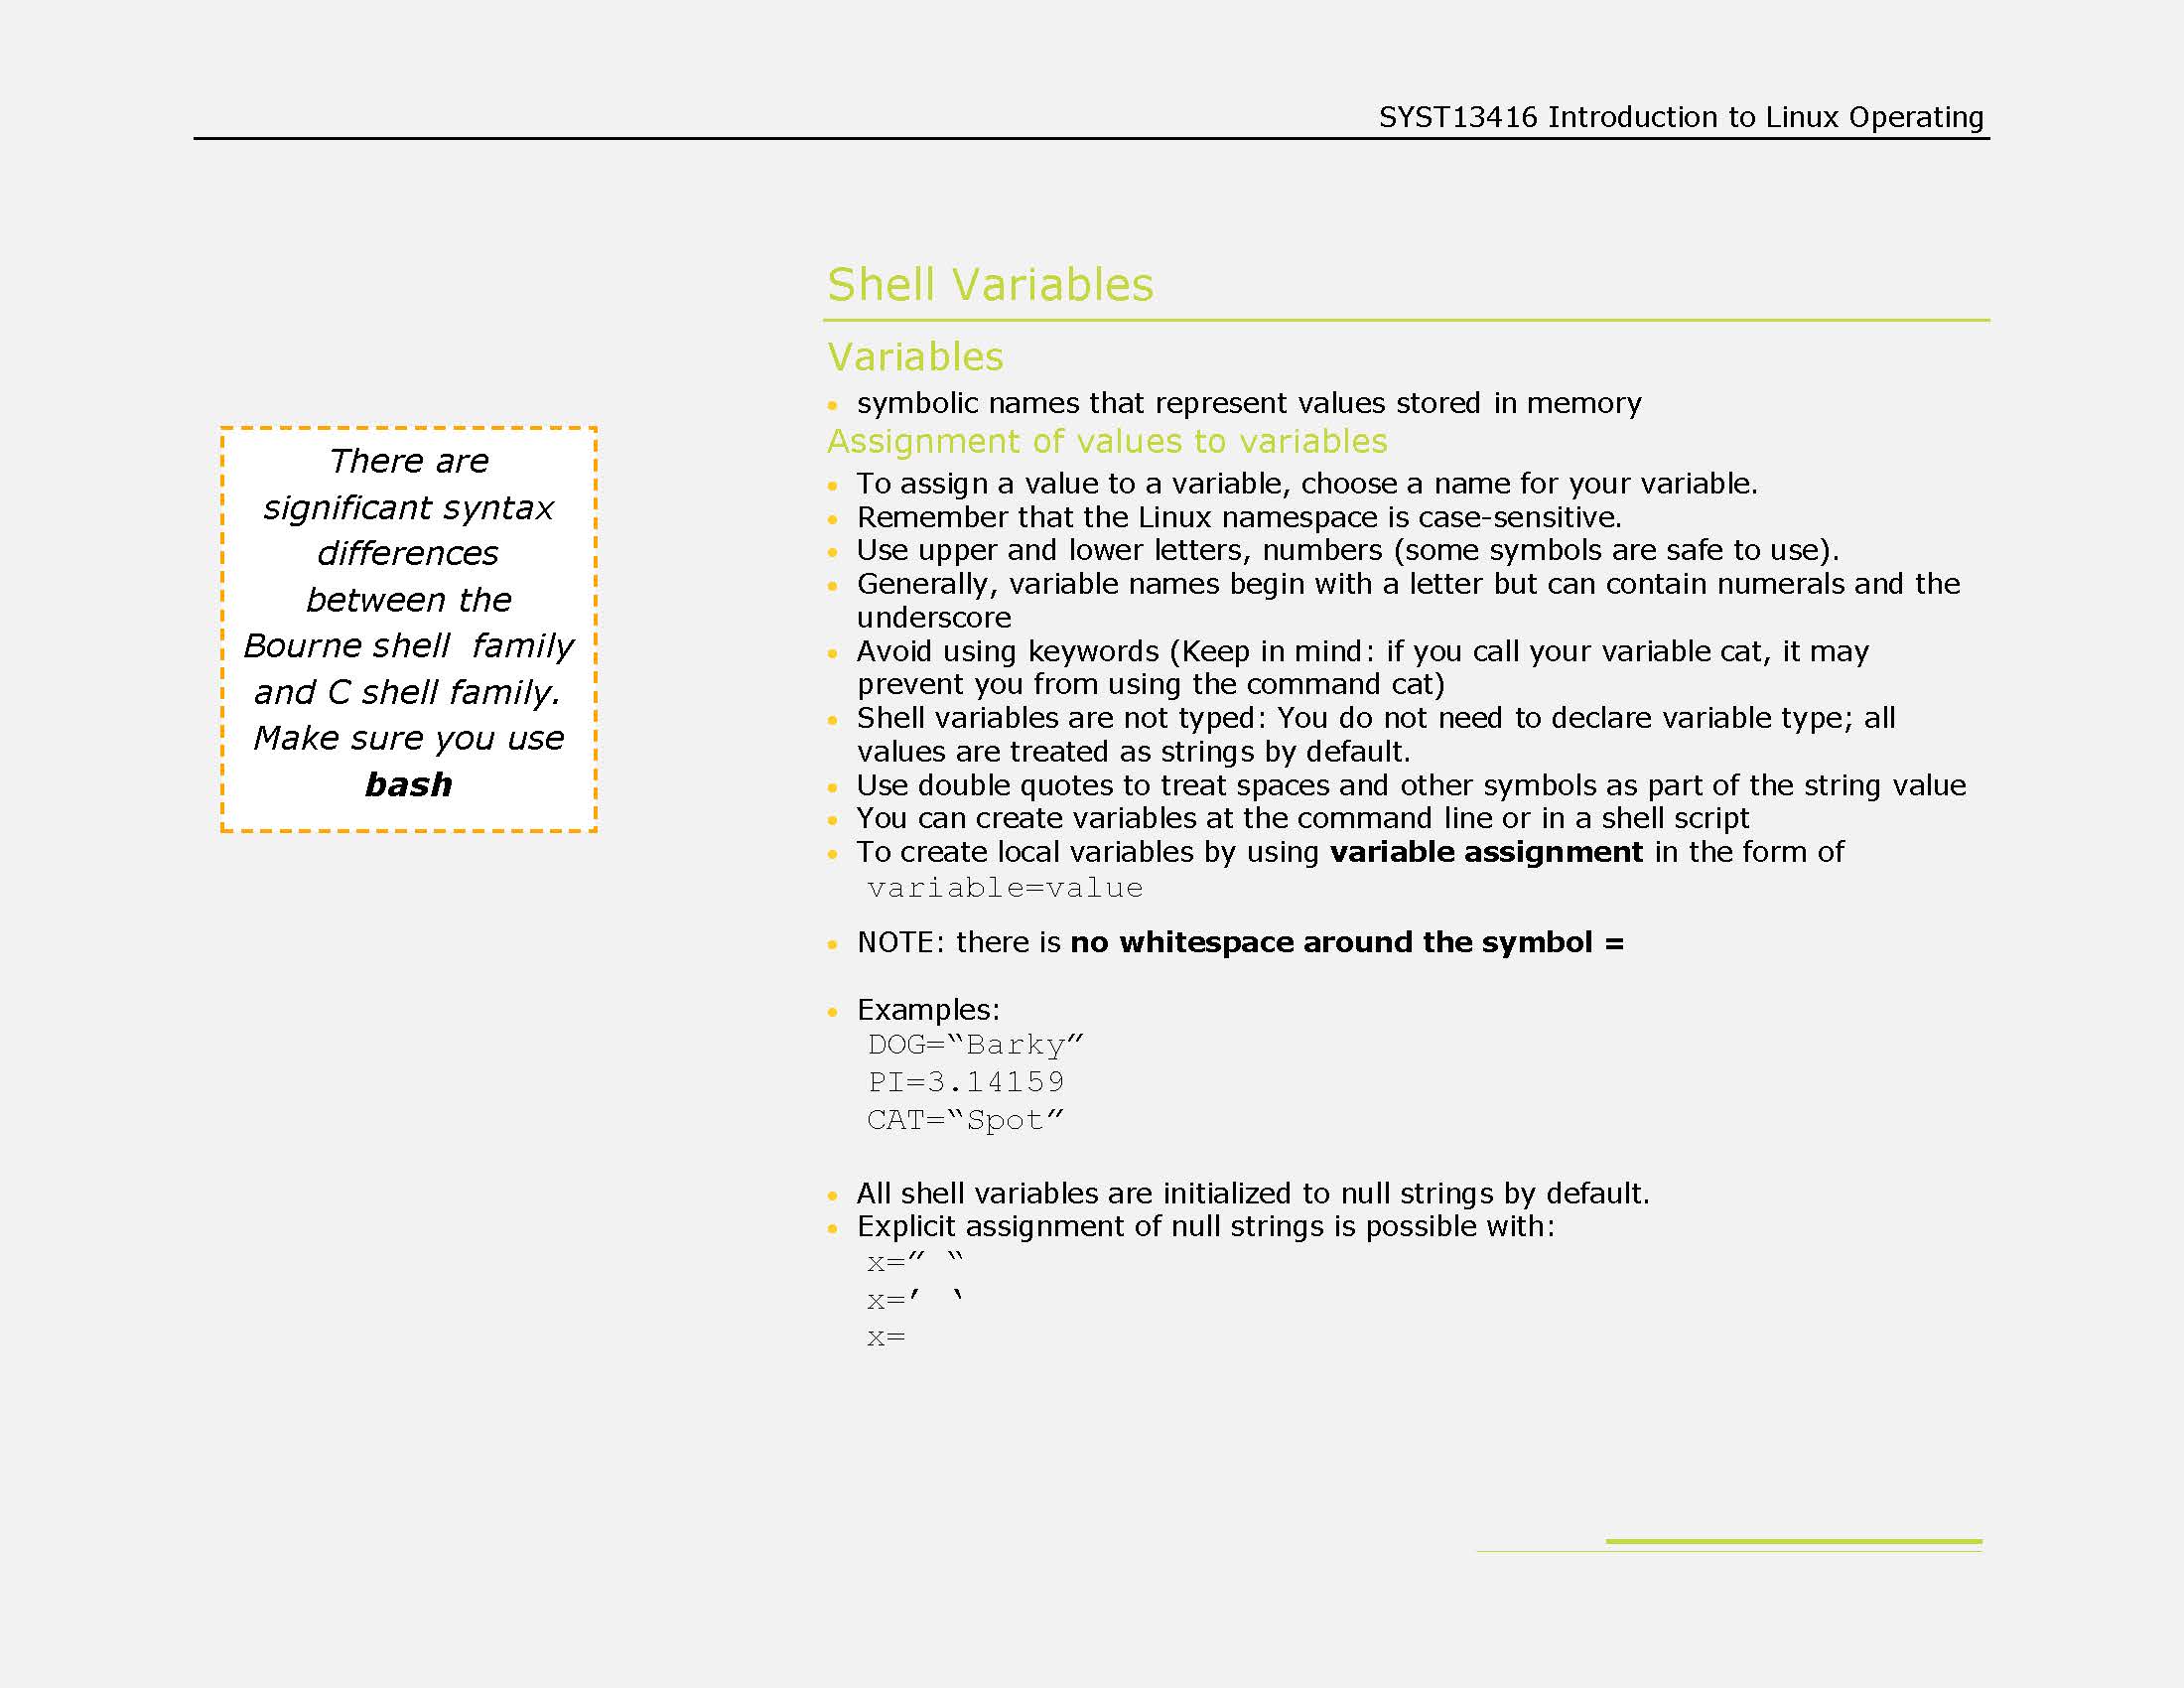 SYST13416 Introduction to Linux Operating
There are
significant syntax
differences
between the
Bourne shell  family
and C shell family.
Make sure you use
bash
Shell Variables
Variables
• symbolic names that represent values stored in memory
Assignment of values to variables
• To assign a value to a variable, choose a name for your variable.
• Remember that the Linux namespace is case-sensitive.
• Use upper and lower letters, numbers (some symbols are safe to use).
• Generally, variable names begin with a letter but can contain numerals and the
underscore
• Avoid using keywords (Keep in mind: if you call your variable cat, it may
prevent you from using the command cat)
• Shell variables are not typed: You do not need to declare variable type; all
values are treated as strings by default.
• Use double quotes to treat spaces and other symbols as part of the string value
• You can create variables at the command line or in a shell script
• To create local variables by using variable assignment in the form of
variable=value
• NOTE: there is no whitespace around the symbol =
• Examples:
DOG=“Barky”
PI=3.14159
CAT=“Spot”
• All shell variables are initialized to null strings by default.
• Explicit assignment of null strings is possible with:
x=” “
x=’ ‘
x=